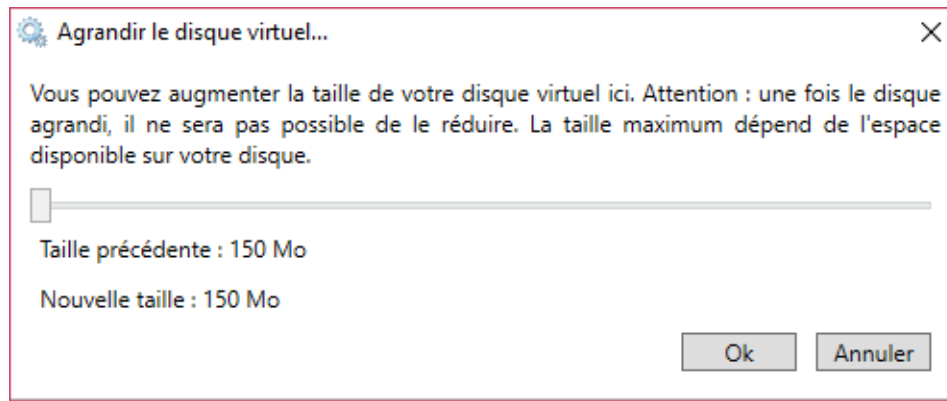 Agrandir le disque virtuel...
Vous pouvez augmenter la taille de votre disque virtuel ici. Attention : une fois le disque
agrandi, il ne sera pas possible de le réduire. La taille maximum dépend de l'espace
disponible sur votre disque.
Taille précédente : 150 Mo
Nouvelle taille : 150 Mo
Ok
Annuler